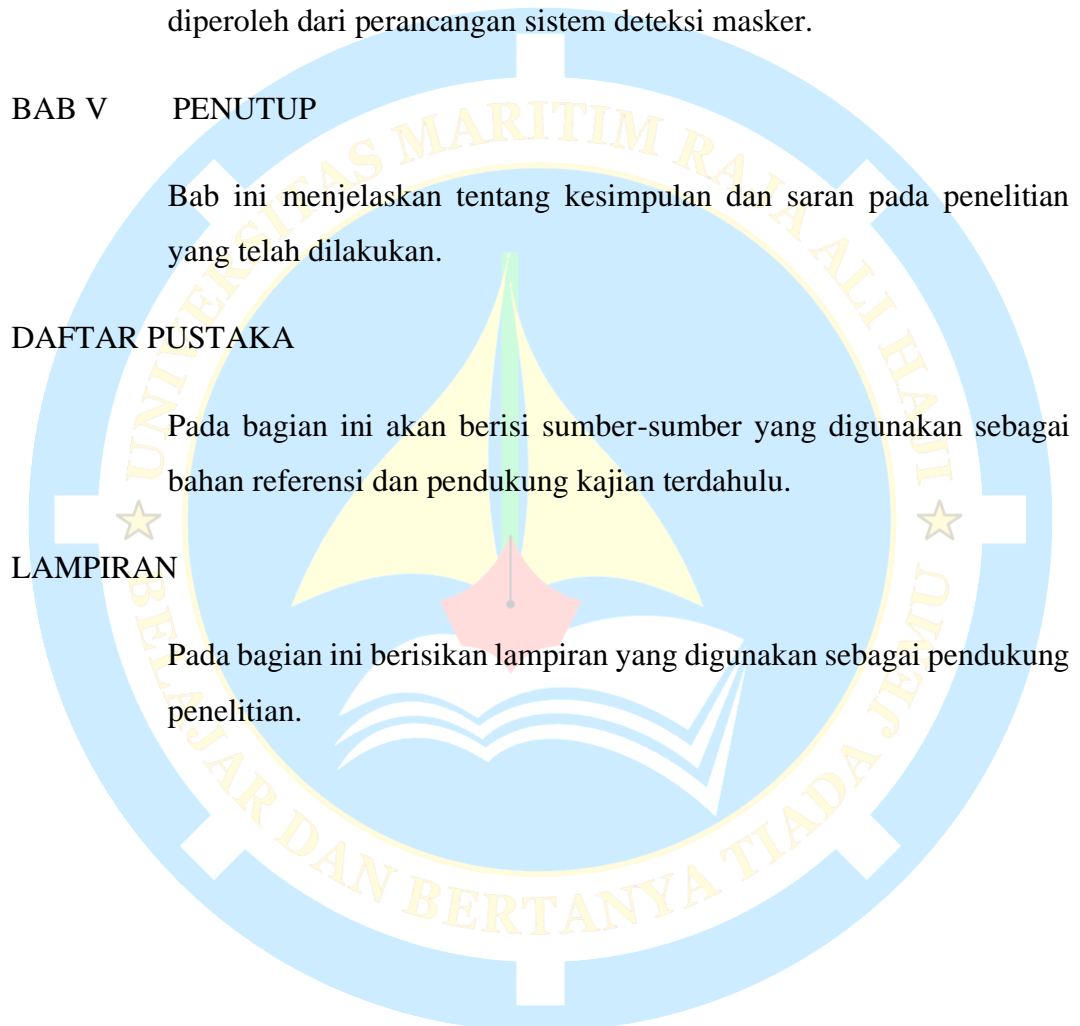 diperoleh dari perancangan sistem deteksi masker.
BAB V PENUTUP
Bab ini menjelaskan tentang kesimpulan dan saran pada penelitian
yang telah dilakukan.
DAFTAR PUSTAKA
Pada bagian ini akan berisi sumber-sumber yang digunakan sebagai
bahan referensi dan pendukung kajian terdahulu.
LAMPIRAN
Pada bagian ini berisikan lampiran yang digunakan sebagai pendukung
penelitian.
UNIVERSITAS MARITIM RAJA ALI HAJI
BELAJAR DAN BERTANYA TIADA JEMU